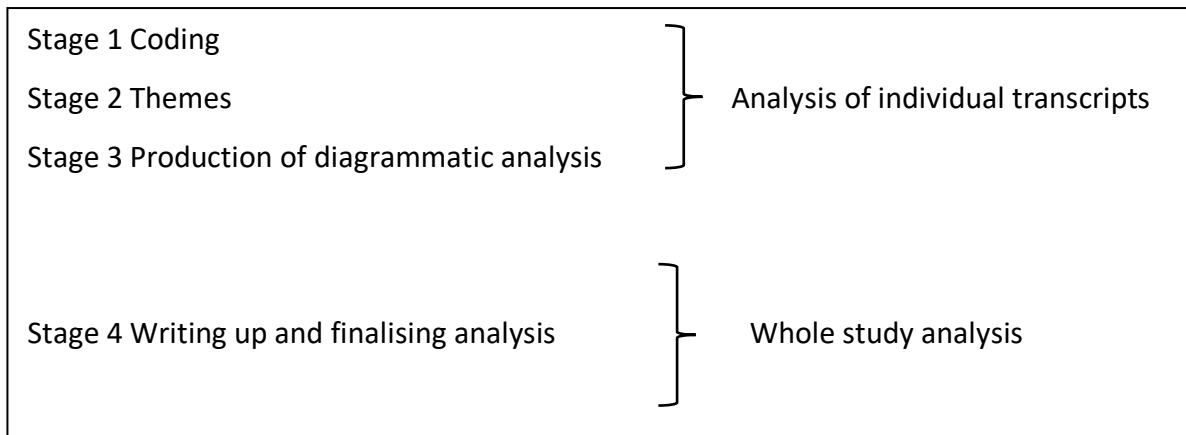 Stage 1 Coding
Stage 2 Themes
Analysis of individual transcripts
Stage 3 Production of diagrammatic analysis
Stage 4 Writing up and finalising analysis
Whole study analysis